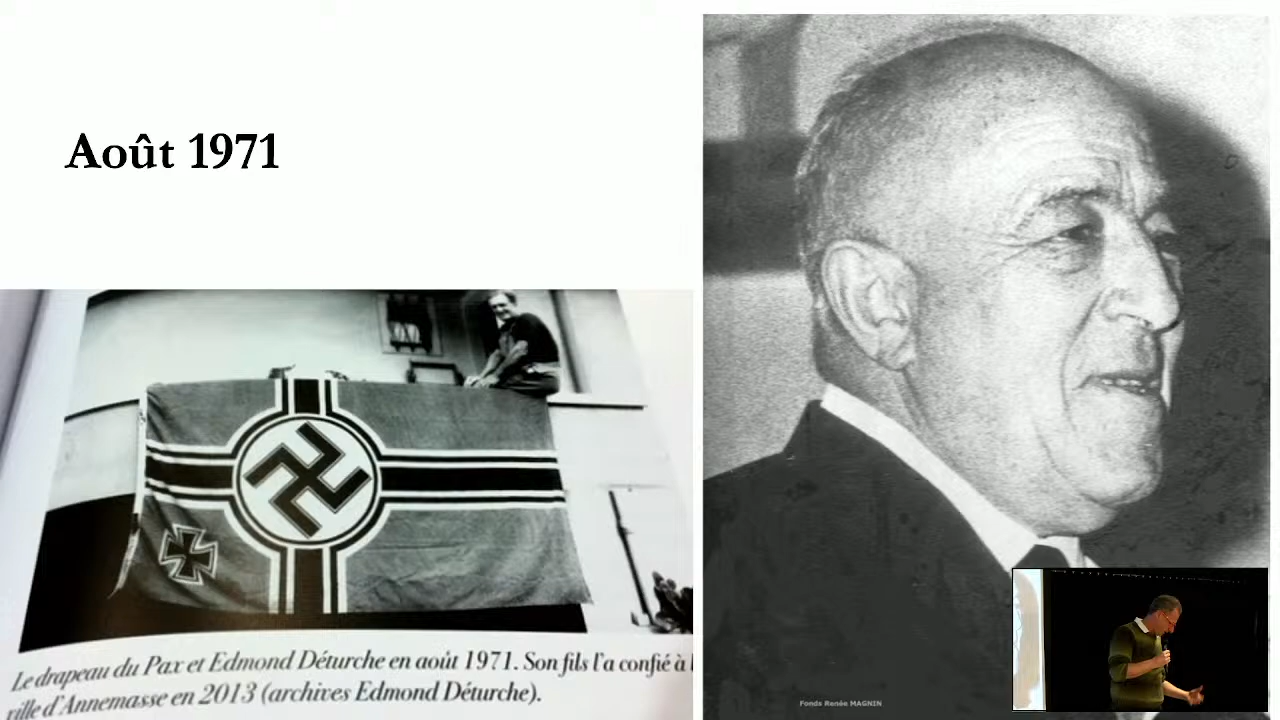 Août 1971
Le drapeau du Pax et Edmond Déturche en août 1971. Son fils l'a confié à
ville d'Annemasse en 2013 (archives Edmond Déturche).
Fonds Renée MAGNIN